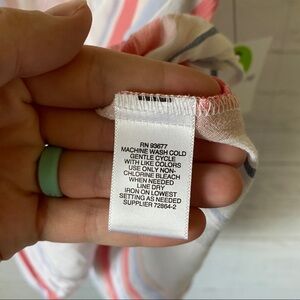 RN 93677
MACHINE WASH COLD
GENTLE CYCLE
WITH LIKE COLORS
USE ONLY NON-
CHLORINE BLEACH
WHEN NEEDED
LINE DRY
IRON ON LOWEST
SETTING AS NEEDED
SUPPLIER 72864-2